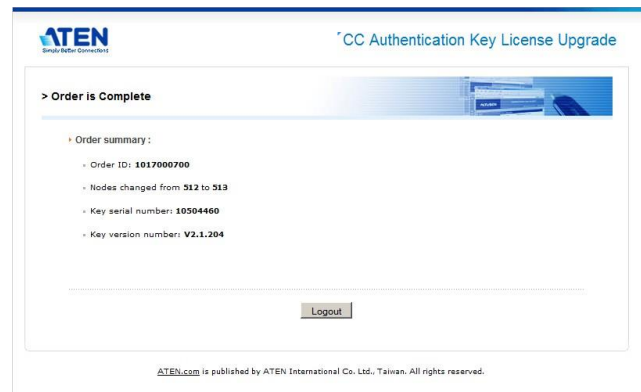 ATEN
Simply Better Connections
CC Authentication Key License Upgrade
> Order is Complete
Order summary :
Order ID: 1017000700
Nodes changed from 512 to 513
Key serial number: 10504460
Key version number: V2.1.204
Logout
ATEN.com is published by ATEN International Co. Ltd., Taiwan. All rights reserved.